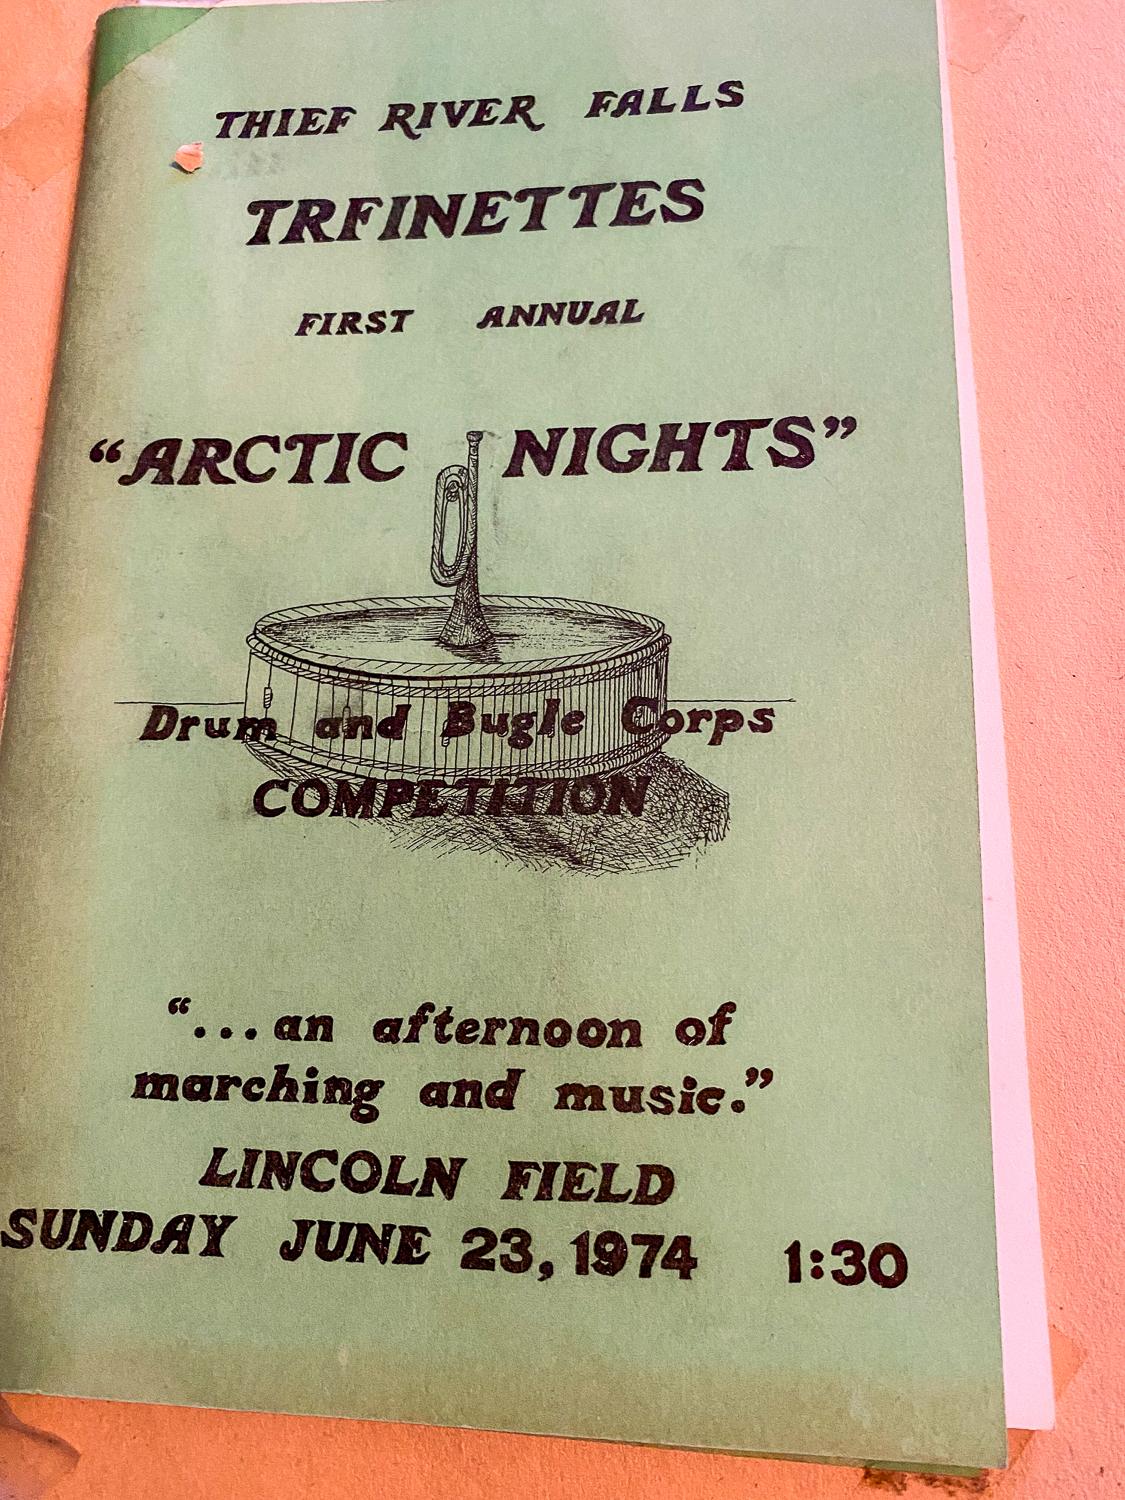 THIEF RIVER FALLS
TRFINETTES
FIRST ANNUAL
“ARCTIC NIGHTS”
Drum and Bugle Corps
COMPETITION
“...an afternoon of
marching and music.”
LINCOLN FIELD
SUNDAY JUNE 23, 1974 1:30